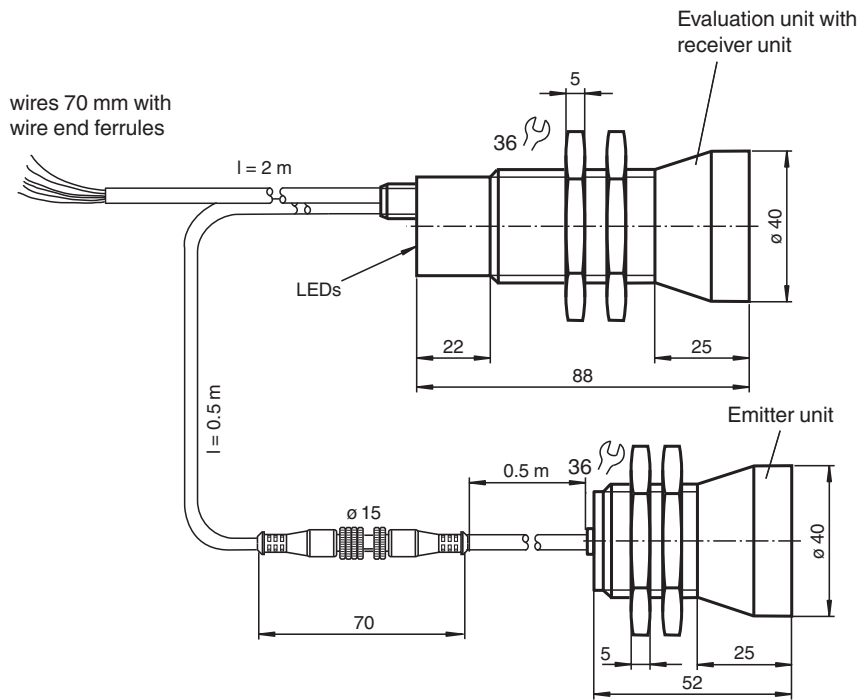 Evaluation unit with
receiver unit
wires 70 mm with
wire end ferrules
5
36
l = 2 m
ø 40
LEDs
22
25
88
l = 0.5 m
Emitter unit
0.5 m
36
ø 15
ø 40
70
5
25
52